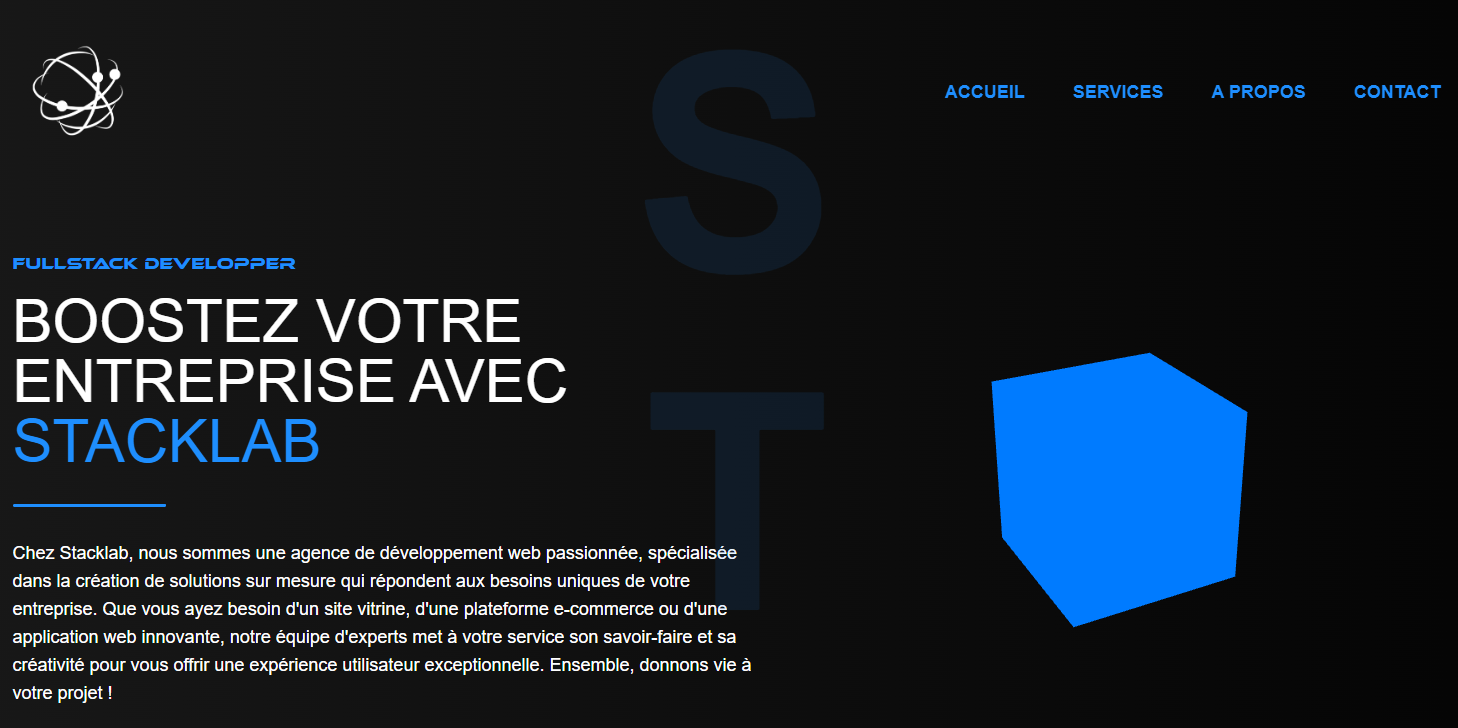 ACCUEIL SERVICES A PROPOS CONTACT
S
T
FULLSTACK DEVELOPPER
BOOSTEZ VOTRE
ENTREPRISE AVEC
STACKLAB
Chez Stacklab, nous sommes une agence de développement web passionnée, spécialisée
dans la création de solutions sur mesure qui répondent aux besoins uniques de votre
entreprise. Que vous ayez besoin d'un site vitrine, d'une plateforme e-commerce ou d'une
application web innovante, notre équipe d'experts met à votre service son savoir-faire et sa
créativité pour vous offrir une expérience utilisateur exceptionnelle. Ensemble, donnons vie à
votre projet !